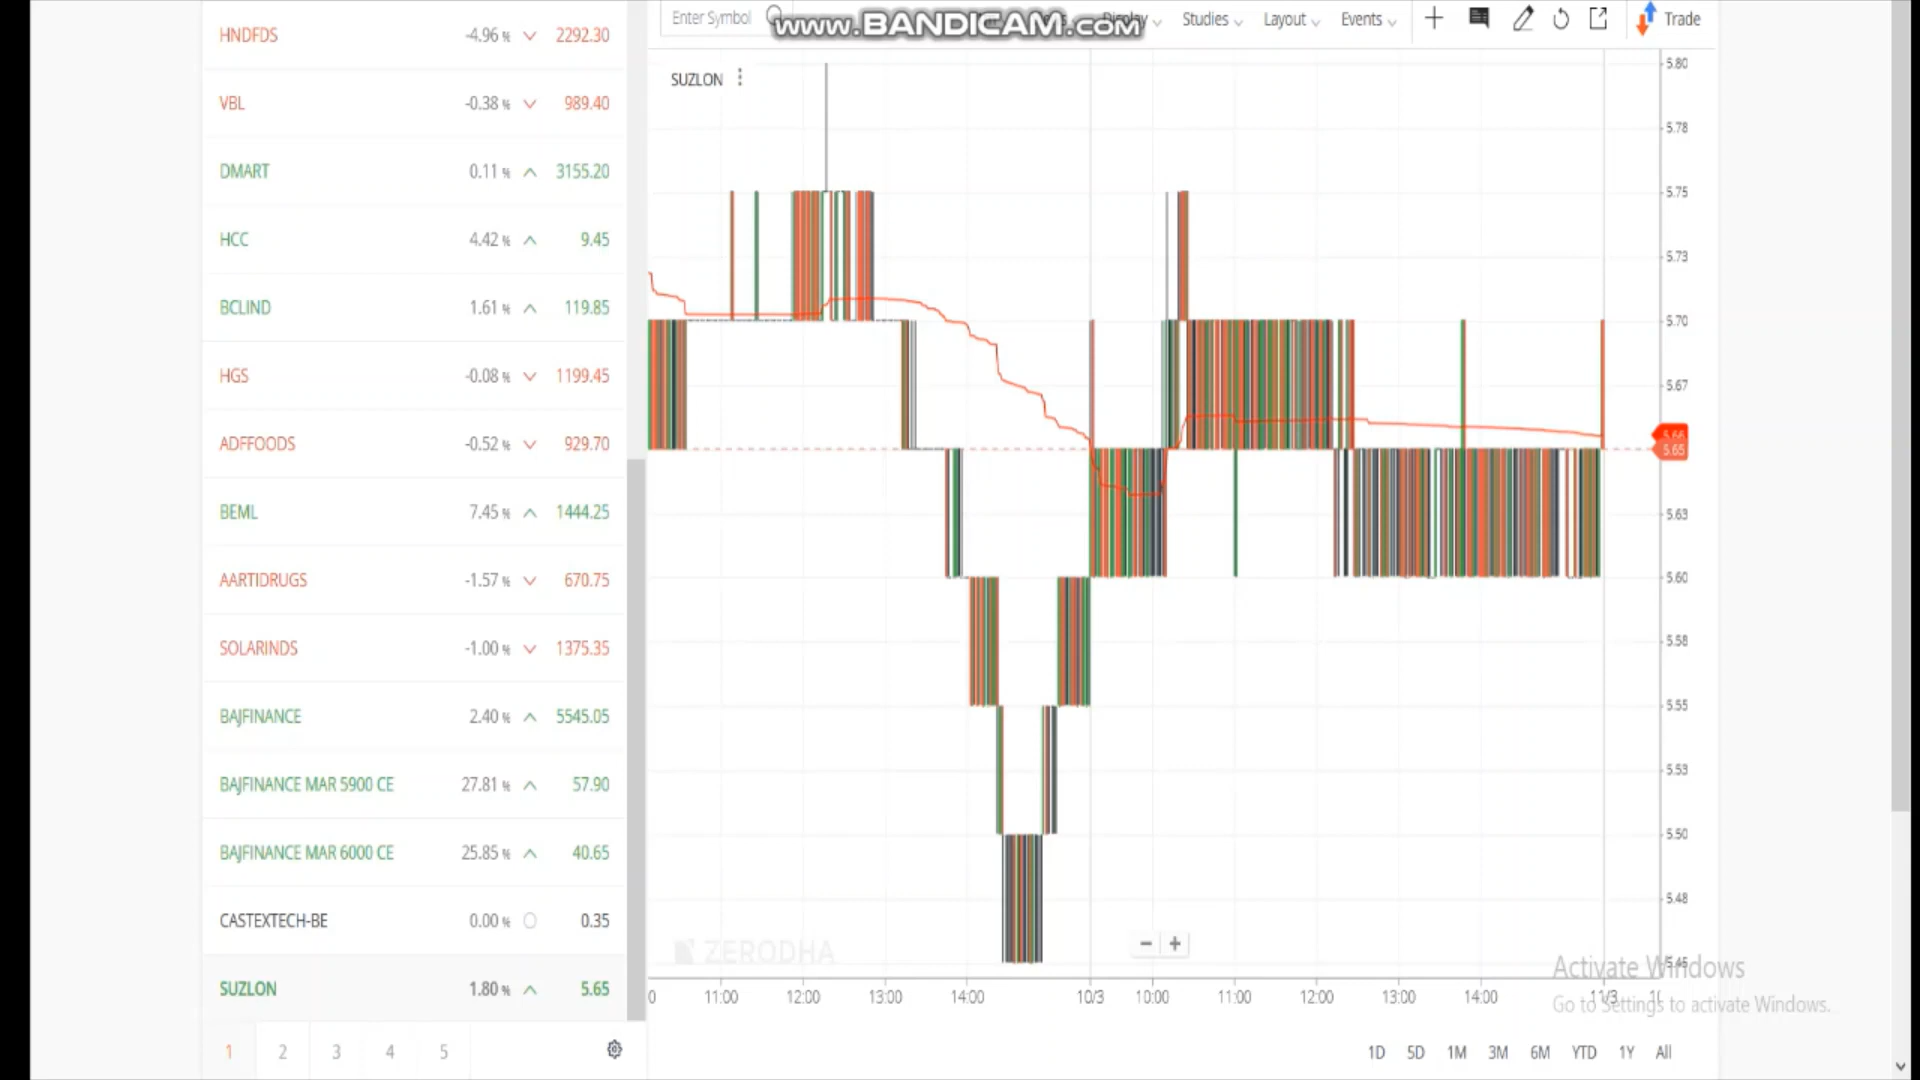 HNDFDS -4.96 % 2292.30
VBL -0.38 % 989.40
DMART 0.11 % 3155.20
HCC 4.42 % 9.45
BCLIND 1.61 % 119.85
HGS -0.08 % 1199.45
ADFFOODS -0.52 % 929.70
BEML 7.45 % 1444.25
AARTIDRUGS -1.57 % 670.75
SOLARINDS -1.00 % 1375.35
BAJFINANCE 2.40 % 5545.05
BAJFINANCE MAR 5900 CE 27.81 % 57.90
BAJFINANCE MAR 6000 CE 25.85 % 40.65
CASTEXTECH-BE 0.00 % 0.35
SUZLON 1.80 % 5.65
1 2 3 4 5
Enter Symbol
www.BANDICAM.com
Display Studies Layout Events Trade
SUZLON
5.80
5.78
5.75
5.73
5.70
5.67
5.66
5.65
5.63
5.60
5.58
5.55
5.53
5.50
5.48
ZERODHA
Activate Windows
Go to Settings to activate Windows.
0 11:00 12:00 13:00 14:00 10/3 10:00 11:00 12:00 13:00 14:00 11/3
1D 5D 1M 3M 6M YTD 1Y All